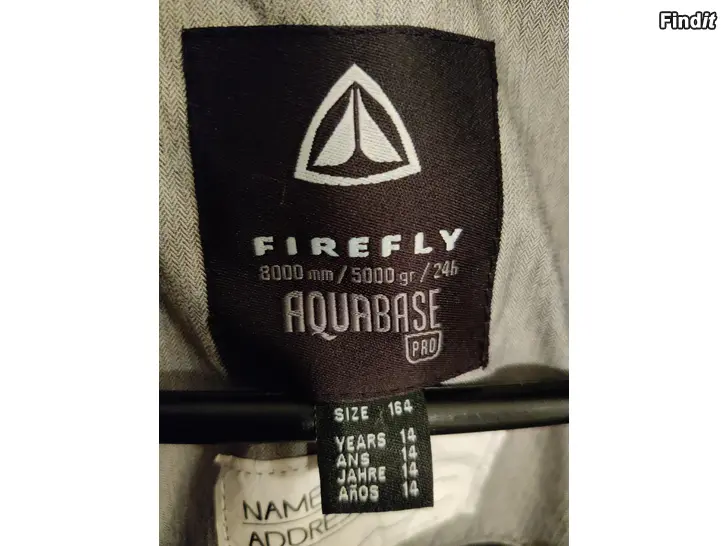 Findit
FIREFLY
8000 mm / 5000 gr / 24h
AQUABASE
PRO
SIZE 164
YEARS 14
ANS 14
JAHRE 14
AÑOS 14
NAME